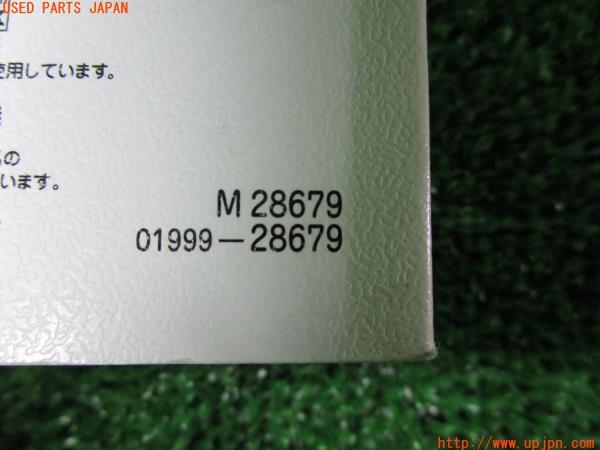 USED PARTS JAPAN
使用しています。
の
います。
M 28679
01999-28679
http://www.upjpn.com/